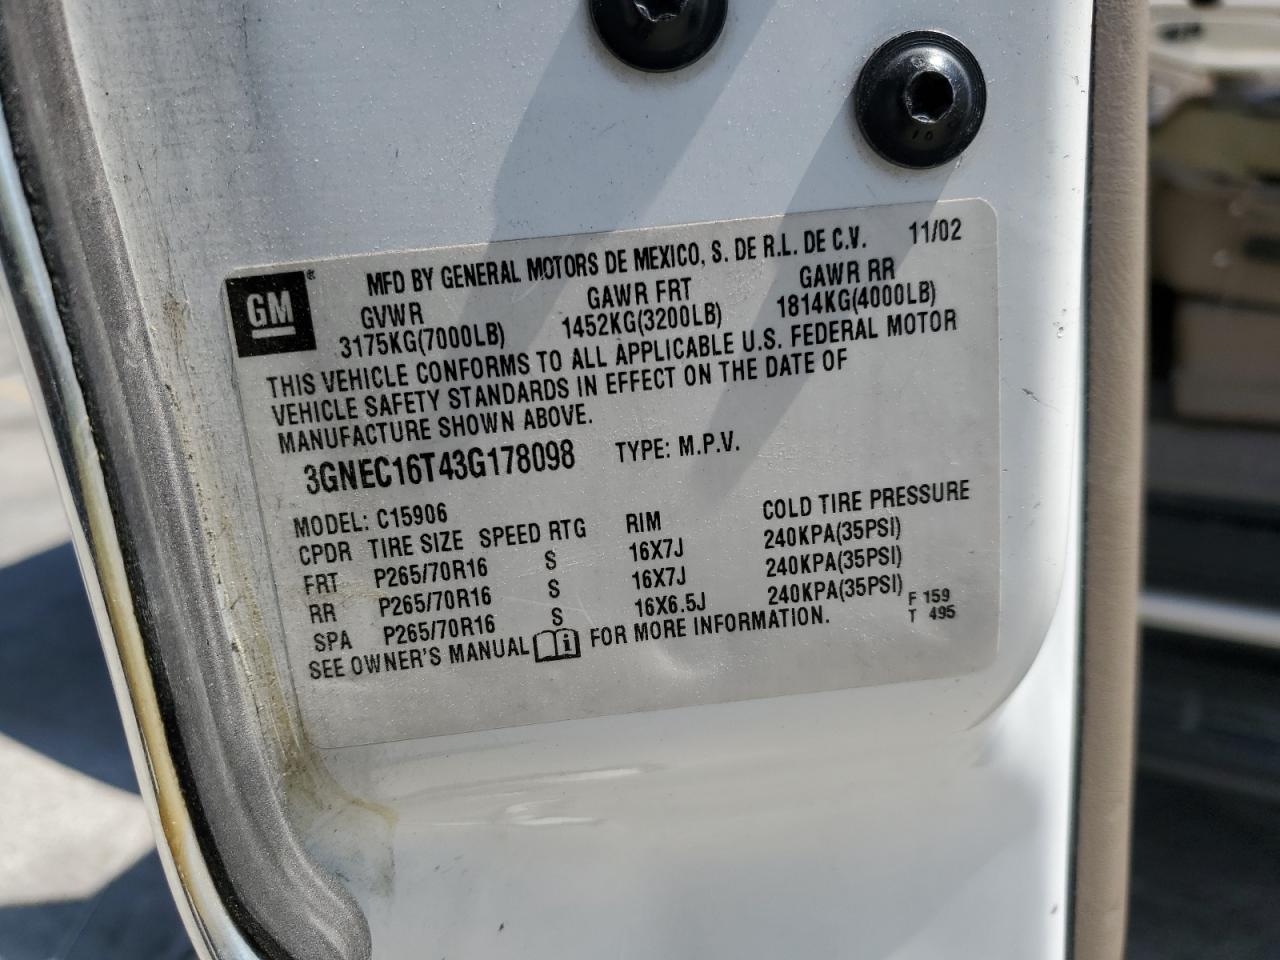 GM
MFD BY GENERAL MOTORS DE MEXICO, S. DE R.L. DE C.V. 11/02
GVWR GAWR FRT GAWR RR
3175KG(7000LB) 1452KG(3200LB) 1814KG(4000LB)
THIS VEHICLE CONFORMS TO ALL APPLICABLE U.S. FEDERAL MOTOR
VEHICLE SAFETY STANDARDS IN EFFECT ON THE DATE OF
MANUFACTURE SHOWN ABOVE.
3GNEC16T43G178098 TYPE: M.P.V.
MODEL: C15906
CPDR TIRE SIZE SPEED RTG RIM COLD TIRE PRESSURE
FRT P265/70R16 S 16X7J 240KPA(35PSI)
RR P265/70R16 S 16X7J 240KPA(35PSI)
SPA P265/70R16 S 16X6.5J 240KPA(35PSI)
SEE OWNER'S MANUAL FOR MORE INFORMATION.
F 159
T 495
10